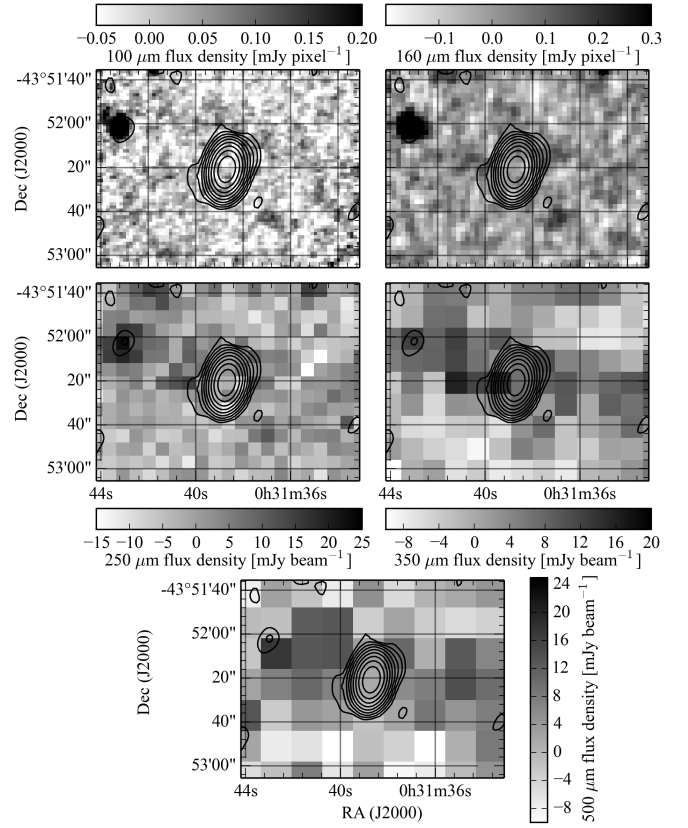 −0.05 0.00 0.05 0.10 0.15 0.20
100 μm flux density [mJy pixel⁻¹]
−0.1 0.0 0.1 0.2 0.3
160 μm flux density [mJy pixel⁻¹]
-43°51'40"
52'00"
20"
40"
53'00"
Dec (J2000)
-43°51'40"
52'00"
20"
40"
53'00"
Dec (J2000)
44s 40s 0h31m36s
44s 40s 0h31m36s
−15 −10 −5 0 5 10 15 20 25
250 μm flux density [mJy beam⁻¹]
−8 −4 0 4 8 12 16 20
350 μm flux density [mJy beam⁻¹]
-43°51'40"
52'00"
20"
40"
53'00"
Dec (J2000)
44s 40s 0h31m36s
RA (J2000)
24
20
16
12
8
4
0
−4
−8
500 μm flux density [mJy beam⁻¹]